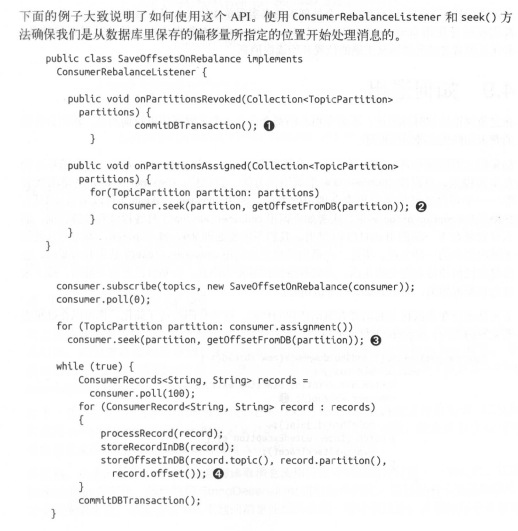 下面的例子大致说明了如何使用这个 API。使用 ConsumerRebalanceListener 和 seek() 方
法确保我们是从数据库里保存的偏移量所指定的位置开始处理消息的。
public class SaveOffsetsOnRebalance implements
ConsumerRebalanceListener {
public void onPartitionsRevoked(Collection<TopicPartition>
partitions) {
commitDBTransaction(); ❶
}
public void onPartitionsAssigned(Collection<TopicPartition>
partitions) {
for(TopicPartition partition: partitions)
consumer.seek(partition, getOffsetFromDB(partition)); ❷
}
}
}
consumer.subscribe(topics, new SaveOffsetOnRebalance(consumer));
consumer.poll(0);
for (TopicPartition partition: consumer.assignment())
consumer.seek(partition, getOffsetFromDB(partition)); ❸
while (true) {
ConsumerRecords<String, String> records =
consumer.poll(100);
for (ConsumerRecord<String, String> record : records)
{
processRecord(record);
storeRecordInDB(record);
storeOffsetInDB(record.topic(), record.partition(),
record.offset()); ❹
}
commitDBTransaction();
}